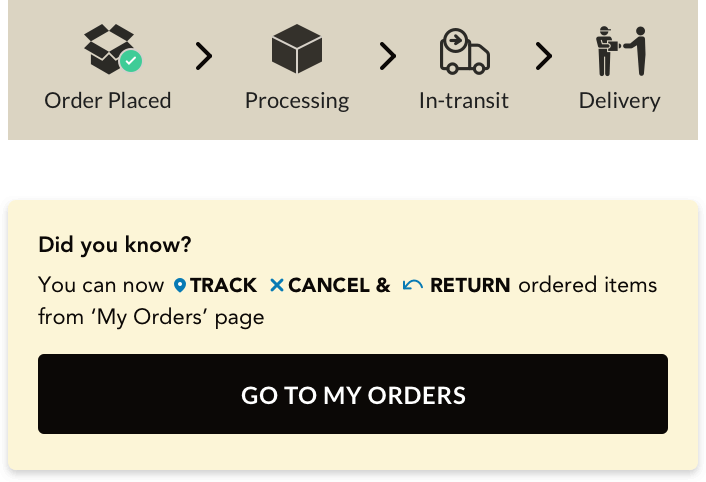 Order Placed Processing In-transit Delivery
Did you know?
You can now TRACK CANCEL & RETURN ordered items
from ‘My Orders’ page
GO TO MY ORDERS